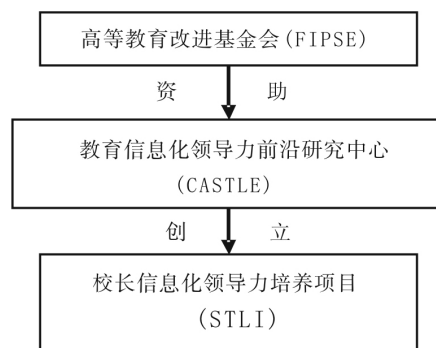 高等教育改进基金会(FIPSE)
资 助
教育信息化领导力前沿研究中心
(CASTLE)
创 立
校长信息化领导力培养项目
(STLI)